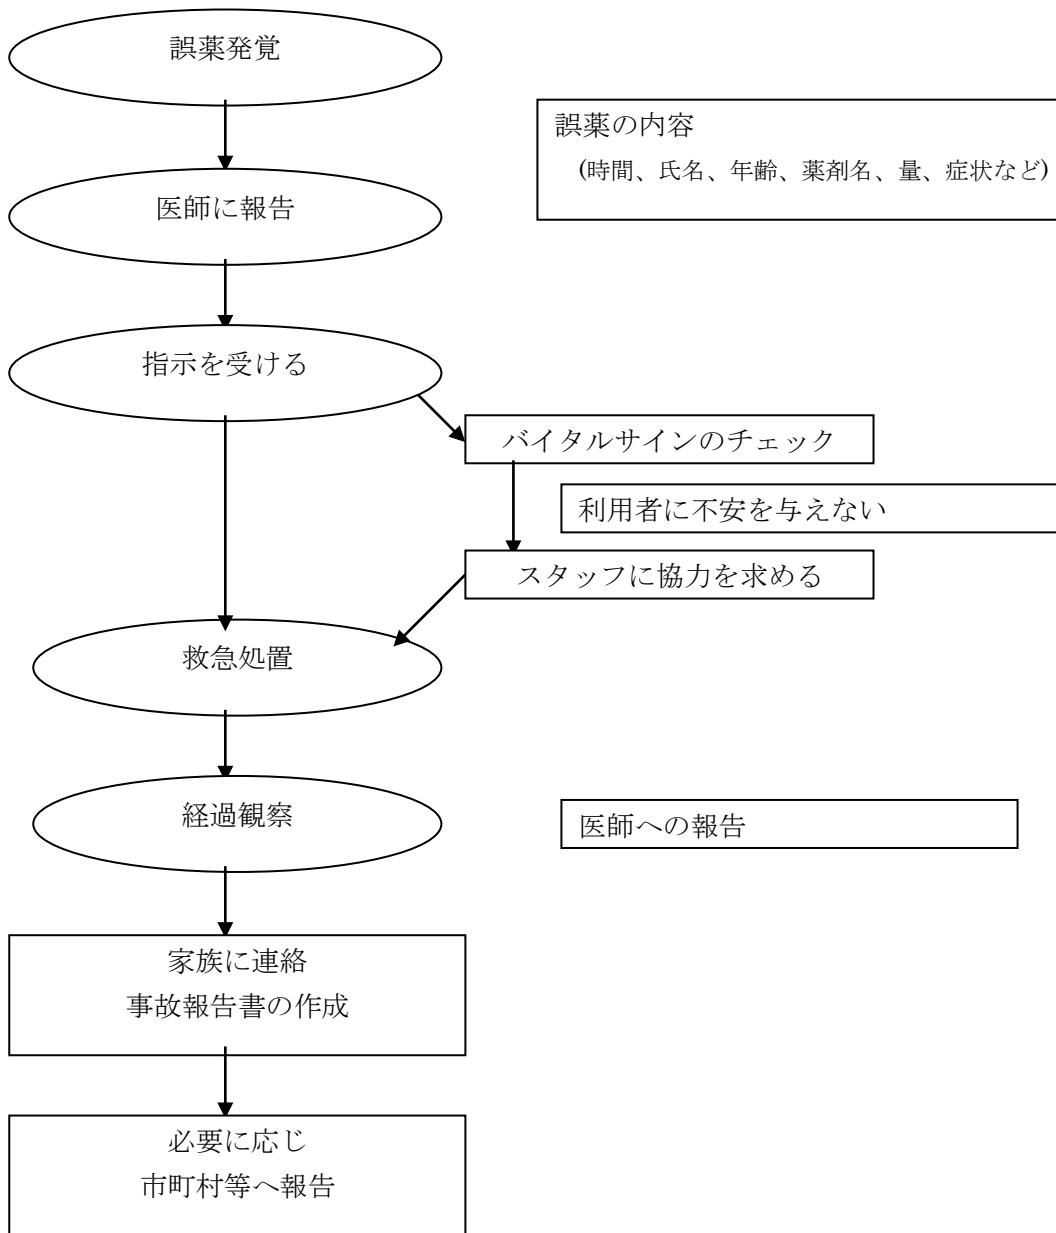 誤薬発覚
誤薬の内容
(時間、氏名、年齢、薬剤名、量、症状など)
医師に報告
指示を受ける
バイタルサインのチェック
利用者に不安を与えない
スタッフに協力を求める
救急処置
経過観察
医師への報告
家族に連絡
事故報告書の作成
必要に応じ
市町村等へ報告